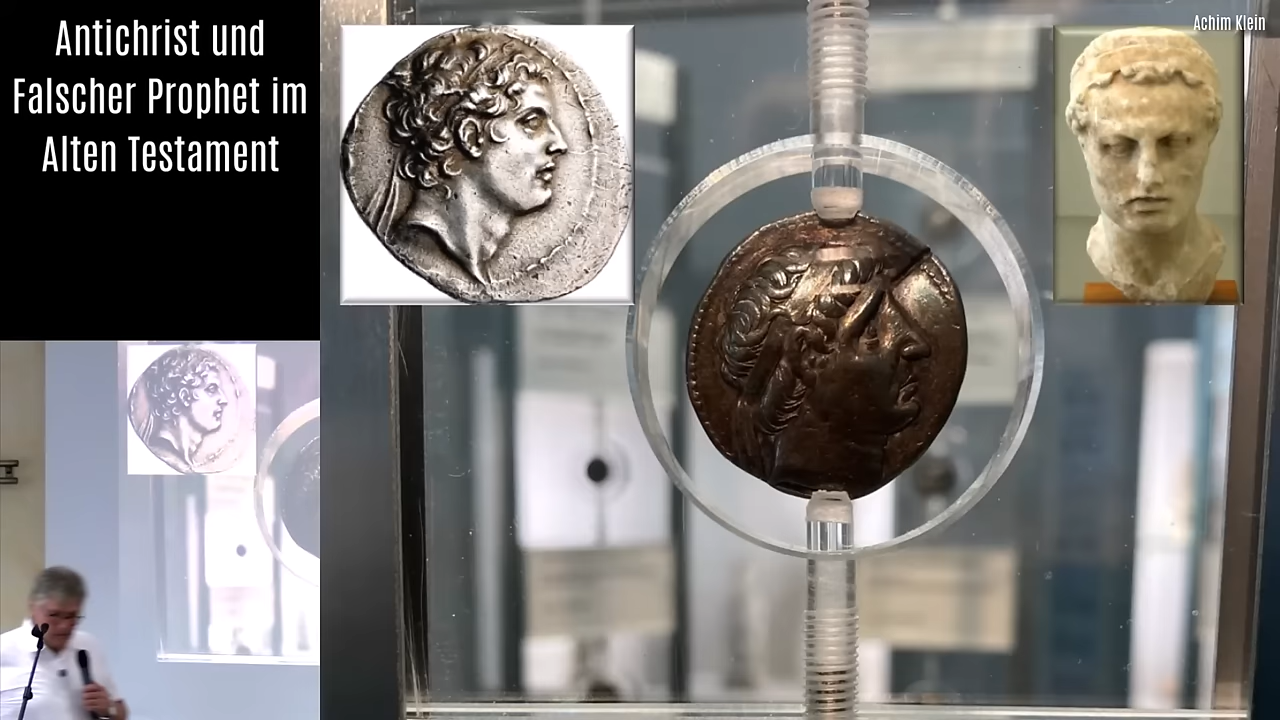 Antichrist und
Falscher Prophet im
Alten Testament
Achim Klein